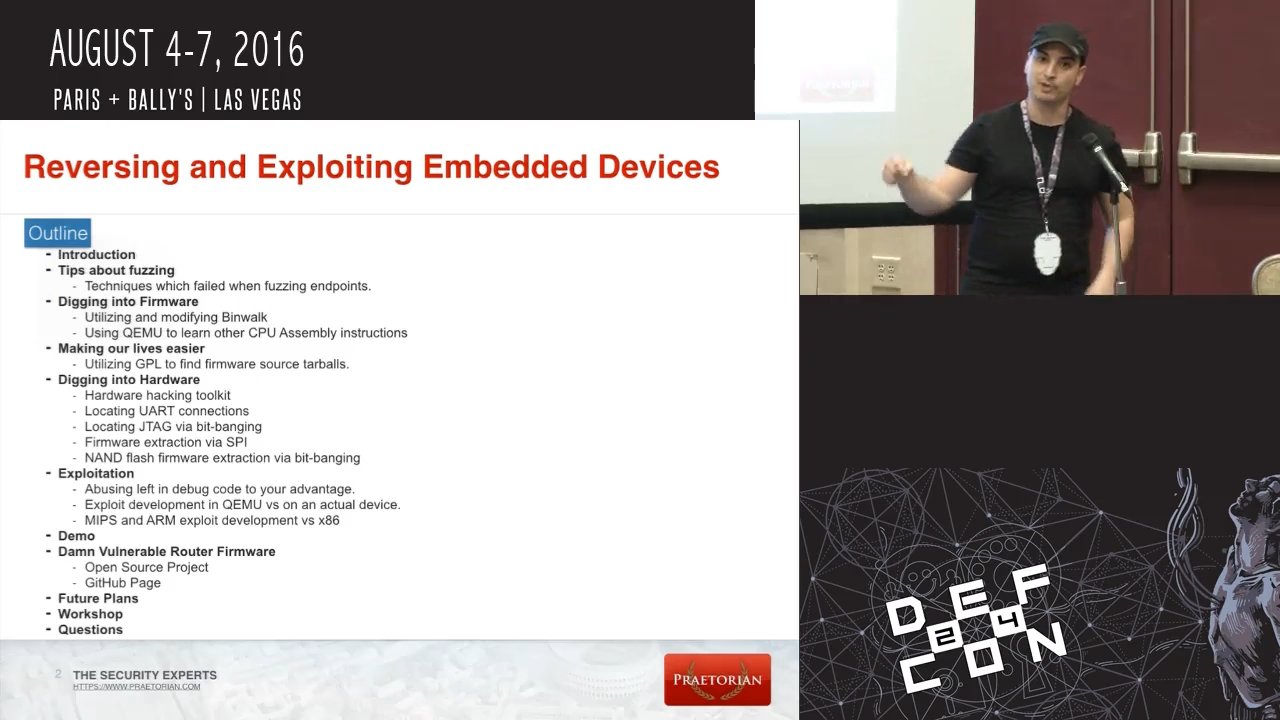 AUGUST 4-7, 2016
PARIS + BALLY'S | LAS VEGAS
Reversing and Exploiting Embedded Devices
Outline
- Introduction
- Tips about fuzzing
- Techniques which failed when fuzzing endpoints.
- Digging into Firmware
- Utilizing and modifying Binwalk
- Using QEMU to learn other CPU Assembly instructions
- Making our lives easier
- Utilizing GPL to find firmware source tarballs.
- Digging into Hardware
- Hardware hacking toolkit
- Locating UART connections
- Locating JTAG via bit-banging
- Firmware extraction via SPI
- NAND flash firmware extraction via bit-banging
- Exploitation
- Abusing left in debug code to your advantage.
- Exploit development in QEMU vs on an actual device.
- MIPS and ARM exploit development vs x86
- Demo
- Damn Vulnerable Router Firmware
- Open Source Project
- GitHub Page
- Future Plans
- Workshop
- Questions
2 THE SECURITY EXPERTS
HTTPS://WWW.PRAETORIAN.COM
PRAETORIAN
PRAETORIAN
DEF
24
CON